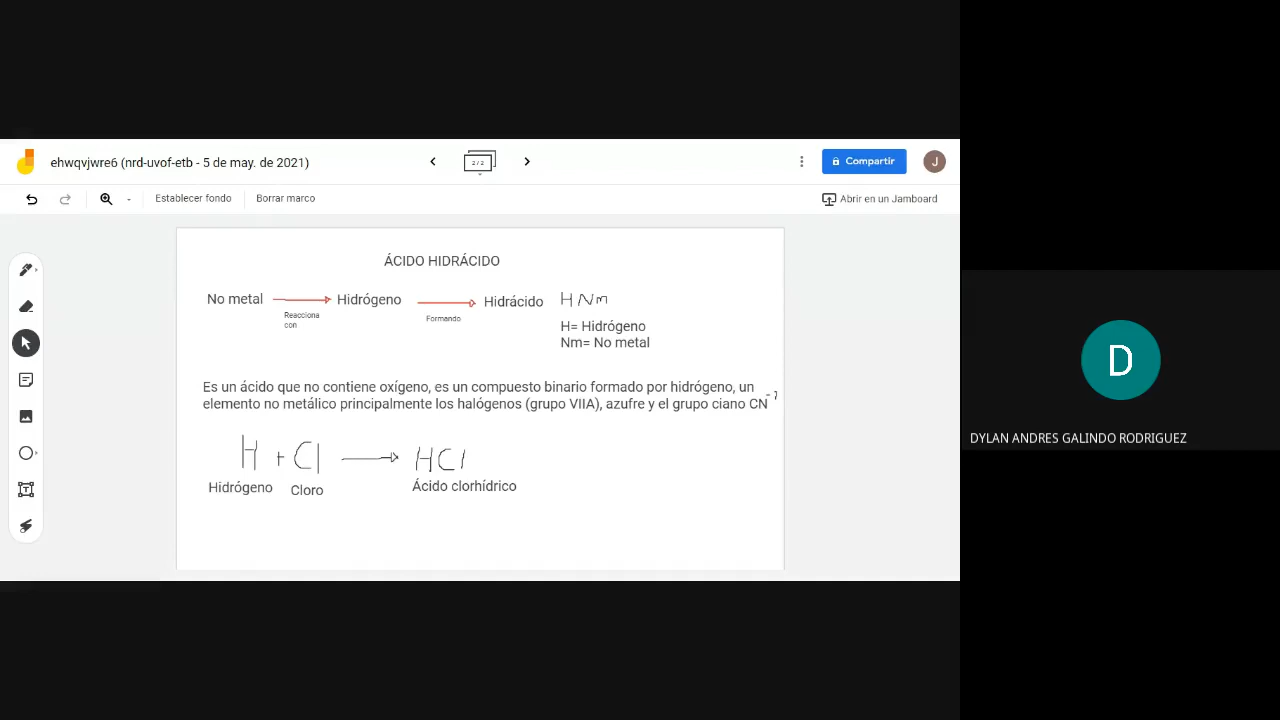 ehwqvjwre6 (nrd-uvof-etb - 5 de may. de 2021)
2 / 2
Compartir
J
Establecer fondo
Borrar marco
Abrir en un Jamboard
ÁCIDO HIDRÁCIDO
No metal
Reacciona
con
Hidrógeno
Formando
Hidrácido
H Nm
H= Hidrógeno
Nm= No metal
Es un ácido que no contiene oxígeno, es un compuesto binario formado por hidrógeno, un
elemento no metálico principalmente los halógenos (grupo VIIA), azufre y el grupo ciano CN⁻¹
H + Cl HCl
Hidrógeno Cloro Ácido clorhídrico
D
DYLAN ANDRES GALINDO RODRIGUEZ